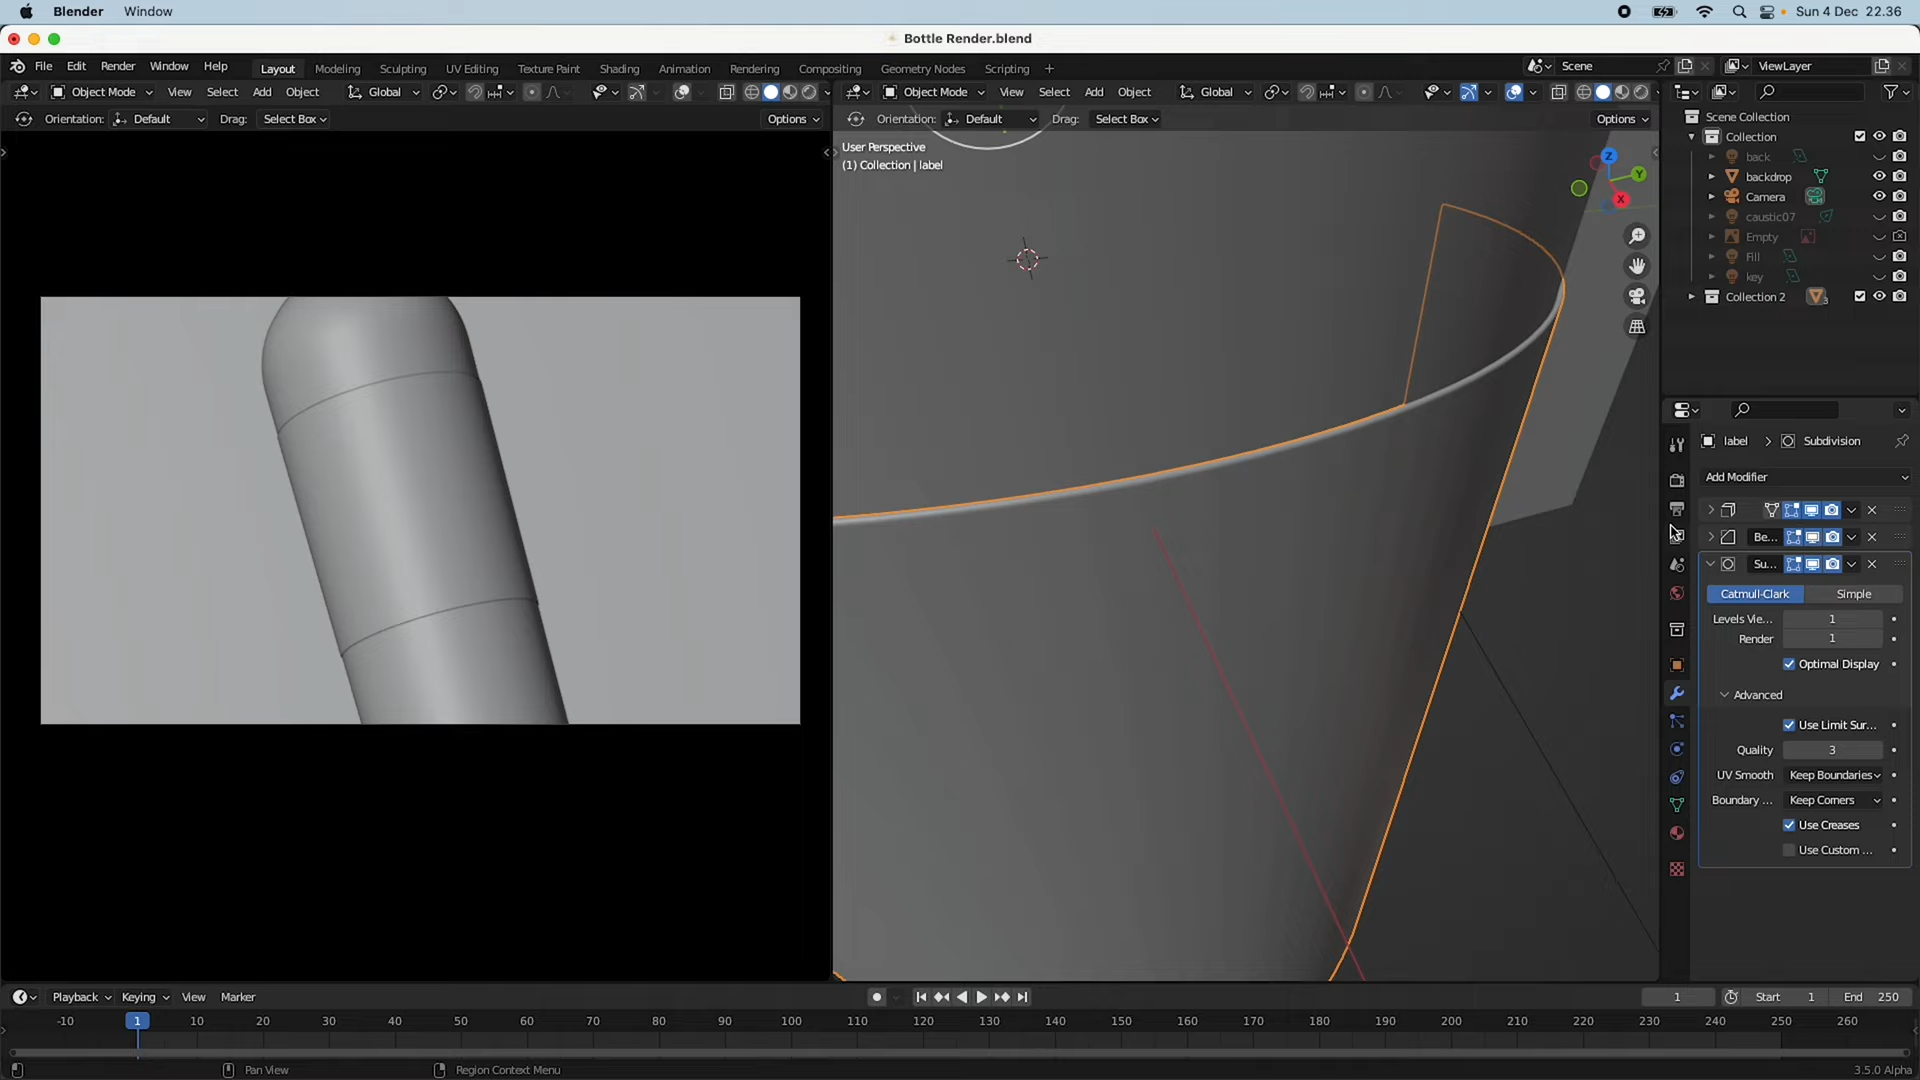 Blender Window Sun 4 Dec 22.36
Bottle Render.blend
File Edit Render Window Help Layout Modeling Sculpting UV Editing Texture Paint Shading Animation Rendering Compositing Geometry Nodes Scripting + Scene ViewLayer
Object Mode View Select Add Object Global Object Mode View Select Add Object Global
Orientation: Default Drag: Select Box Options Orientation: Default Drag: Select Box Options
User Perspective
(1) Collection | label
Z
Y
X
Scene Collection
Collection
back
backdrop
Camera
caustic07
Empty
Fill
key
Collection 2 3
label > Subdivision
Add Modifier
Be...
Su...
Catmull-Clark Simple
Levels Vie... 1
Render 1
Optimal Display
Advanced
Use Limit Sur...
Quality 3
UV Smooth Keep Boundaries
Boundary ... Keep Corners
Use Creases
Use Custom ...
Playback Keying View Marker 1 Start 1 End 250
-10 1 10 20 30 40 50 60 70 80 90 100 110 120 130 140 150 160 170 180 190 200 210 220 230 240 250 260
Pan View Region Context Menu 3.5.0 Alpha